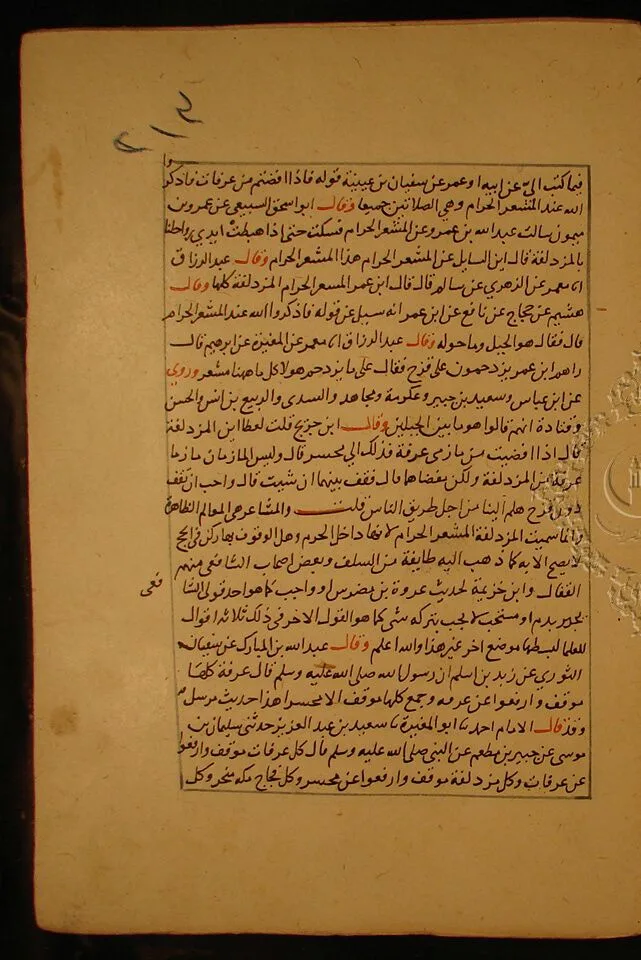 ٢١٣
فيما كتب الي عن ابيه او عمر عن سفين بن عيينة قوله فاذا افضتم من عرفات فاذكروا
الله عند المشعر الحرام وهي الصلاتين جميعا وقال ابو اسحق السبيعي عن عمرو بن
ميمون سالت عبد الله بن عمرو عن المشعر الحرام فسكت حتى اذا هبطت ايدي رواحلنا
بالمزدلفة قال اين السايل عن المشعر الحرام هذا المشعر الحرام وقال عبد الرزاق
انا معمر عن الزهري عن سالم قال قال ابن عمر المشعر الحرام المزدلفة كلها وقال
هشيم عن حجاج عن نافع عن ابن عمر انه سيل عن قوله فاذكروا الله عند المشعر الحرام
قال فقال هو الجبل وما حوله وقال عبد الرزاق انا معمر عن المغيرة عن ابرهيم قال
راهم ابن عمر يزدحمون على قزح فقال على ما يزدحم هولا كل ما ههنا مشعر وروي
عن ابن عباس وسعيد بن جبير وعكرمة ومجاهد والسدي والربيع بن انس والحسن
وقتادة انهم قالوا هو ما بين الجبلين وقال ابن جريج قلت لعطا اين المزدلفة
قال اذا افضيت من مازمي عرفة فذلك الي محسر قال وليس المازمان مازما
عرفة من المزدلفة ولكن مفضاهما قال فقف بينهما ان شيت قال واحب ان تقف
دون قزح هلم الينا من اجل طريق الناس قلت والمشاعر هي المعالم الظاهرة
وانما سميت المزدلفة المشعر الحرام لانها داخل الحرم وهل الوقوف بها ركن في الحج
لا يصح الا به كما ذهب اليه طايفة من السلف وبعض اصحاب الشافعي منهم
القفال وابن خزيمة لحديث عروة بن مضرس او واجب كما هو احد قولي الشا
فعي
يجبر بدم او مستحب لا يجب بتركه شي كما هو القول الاخر في ذلك ثلاثة اقوال
للعلما لبسطها موضع اخر غير هذا والله اعلم وقال عبد الله بن المبارك عن سفيان
الثوري عن زيد بن اسلم ان رسول الله صلى الله عليه وسلم قال عرفة كلها
موقف وارفعوا عن عرنه وجمع كلها موقف الا محسرا هذا حديث مرسل
وقد قال الامام احمد ثنا ابو المغيرة ثنا سعيد بن عبد العزيز حدثني سليمان بن
موسى عن جبير بن مطعم عن النبي صلى الله عليه وسلم قال كل عرفات موقف وارفعوا
عن عرفات وكل مزدلفة موقف وارفعوا عن محسر وكل فجاج مكه منحر وكل